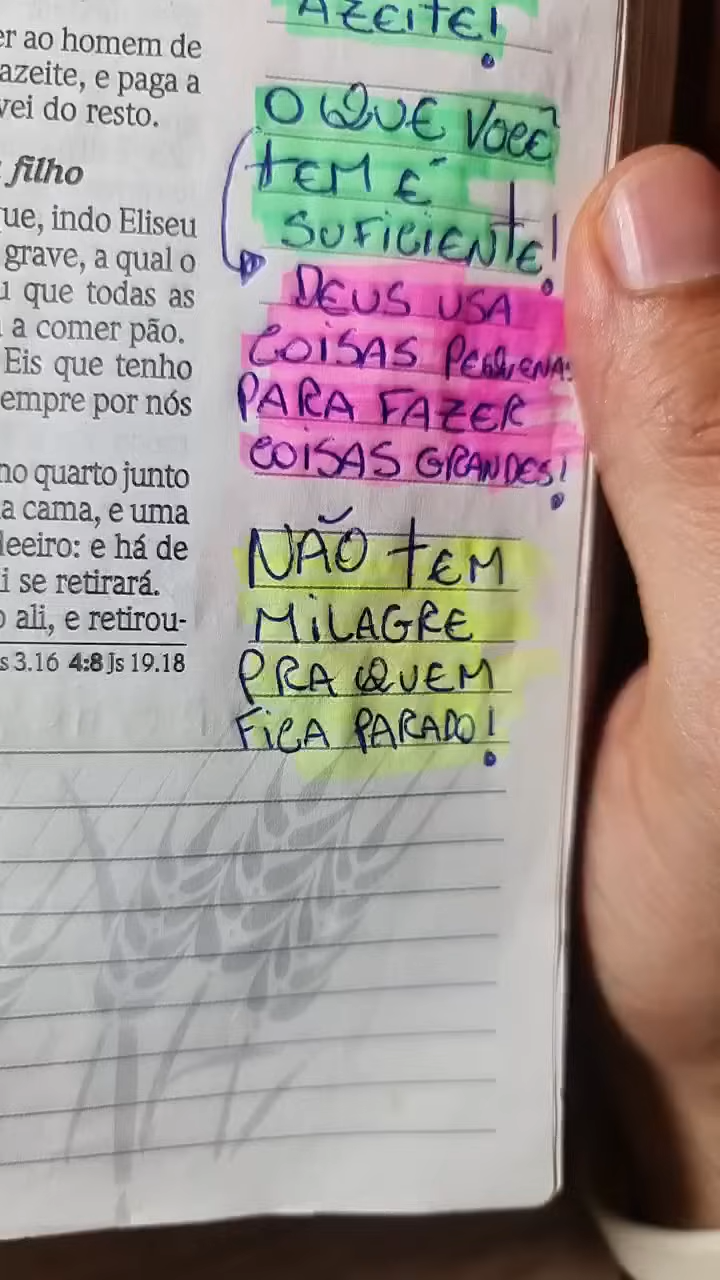 er ao homem de
azeite, e paga a
vei do resto.
filho
ue, indo Eliseu
grave, a qual o
u que todas as
a comer pão.
Eis que tenho
empre por nós
no quarto junto
a cama, e uma
leeiro: e há de
i se retirará.
ali, e retirou-
s 3.16 4:8 Js 19.18
AZEITE!
O QUE VOCÊ
TEM É
SUFICIENTE!
DEUS USA
COISAS PEQUENAS
PARA FAZER
COISAS GRANDES!
NÃO TEM
MILAGRE
PRA QUEM
FICA PARADO!